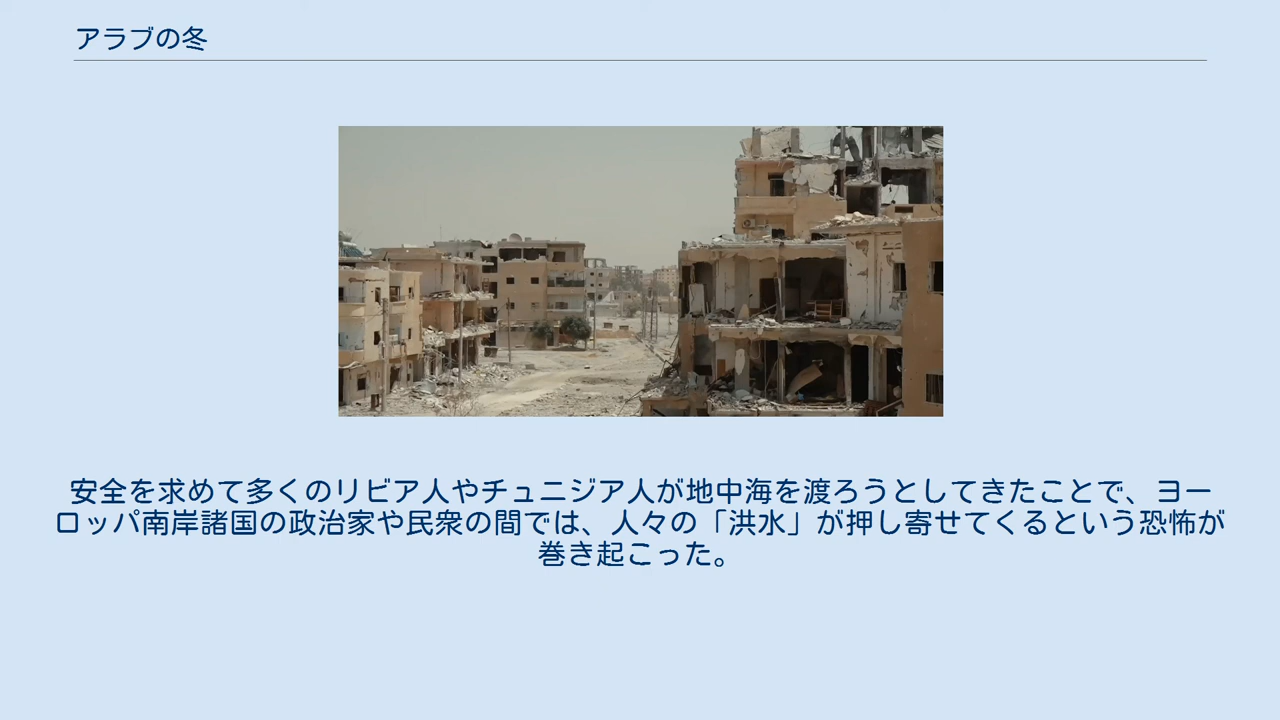 アラブの冬
安全を求めて多くのリビア人やチュニジア人が地中海を渡ろうとしてきたことで、ヨー
ロッパ南岸諸国の政治家や民衆の間では、人々の「洪水」が押し寄せてくるという恐怖が
巻き起こった。